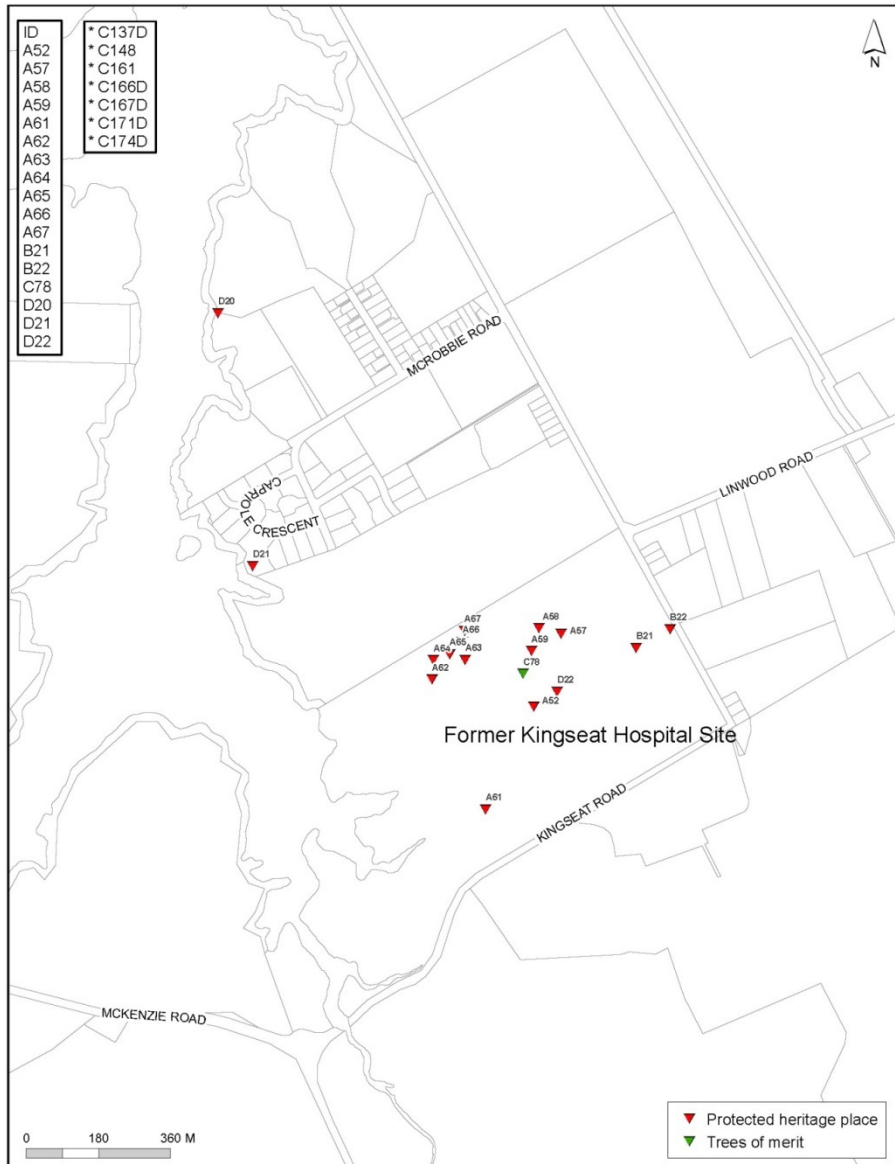 ID
A52
A57
A58
A59
A61
A62
A63
A64
A65
A66
A67
B21
B22
C78
D20
D21
D22
* C137D
* C148
* C161
* C166D
* C167D
* C171D
* C174D
N
D20
MCROBBIE ROAD
LINWOOD ROAD
CAPRIOLE CRESCENT
D21
A67
A66
A65
A64
A63
A62
A58
A57
A59
C78
B21
B22
D22
A52
Former Kingseat Hospital Site
A61
KINGSEAT ROAD
MCKENZIE ROAD
0 180 360 M
Protected heritage place
Trees of merit